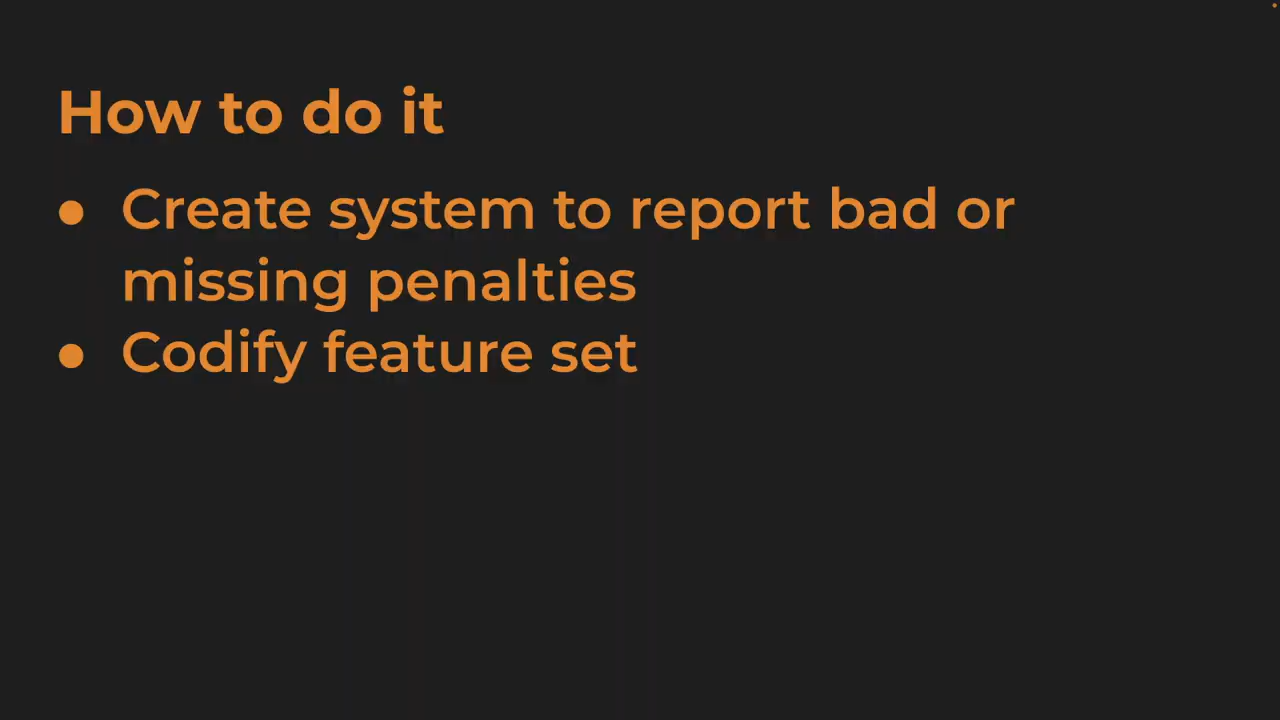 How to do it
● Create system to report bad or
missing penalties
● Codify feature set